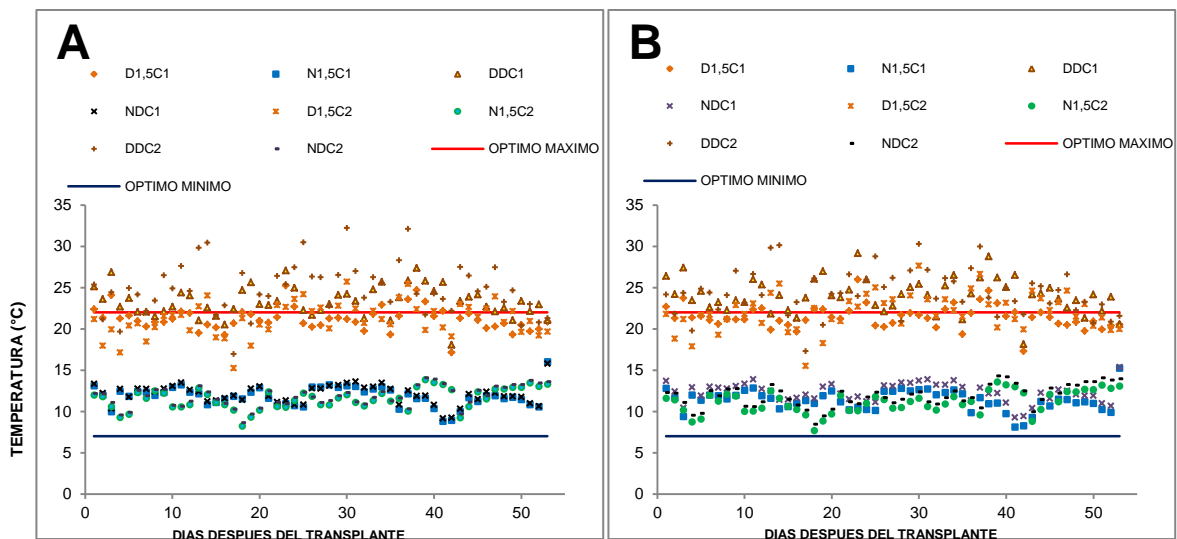 A
D1,5C1 N1,5C1 DDC1
NDC1 D1,5C2 N1,5C2
DDC2 NDC2 OPTIMO MAXIMO
OPTIMO MINIMO
TEMPERATURA (°C)
35
30
25
20
15
10
5
0
0 10 20 30 40 50
DIAS DESPUES DEL TRANSPLANTE
B
D1,5C1 N1,5C1 DDC1
NDC1 D1,5C2 N1,5C2
DDC2 NDC2 OPTIMO MAXIMO
OPTIMO MINIMO
35
30
25
20
15
10
5
0
0 10 20 30 40 50
DIAS DESPUES DEL TRANSPLANTE